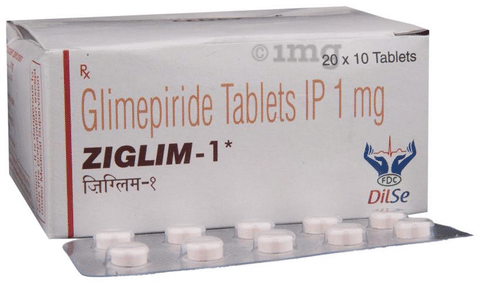 © 1mg
℞
20 x 10 Tablets
Glimepiride Tablets IP 1 mg
ZIGLIM-1*
ज़िग्लिम-१
FDC
DilSe